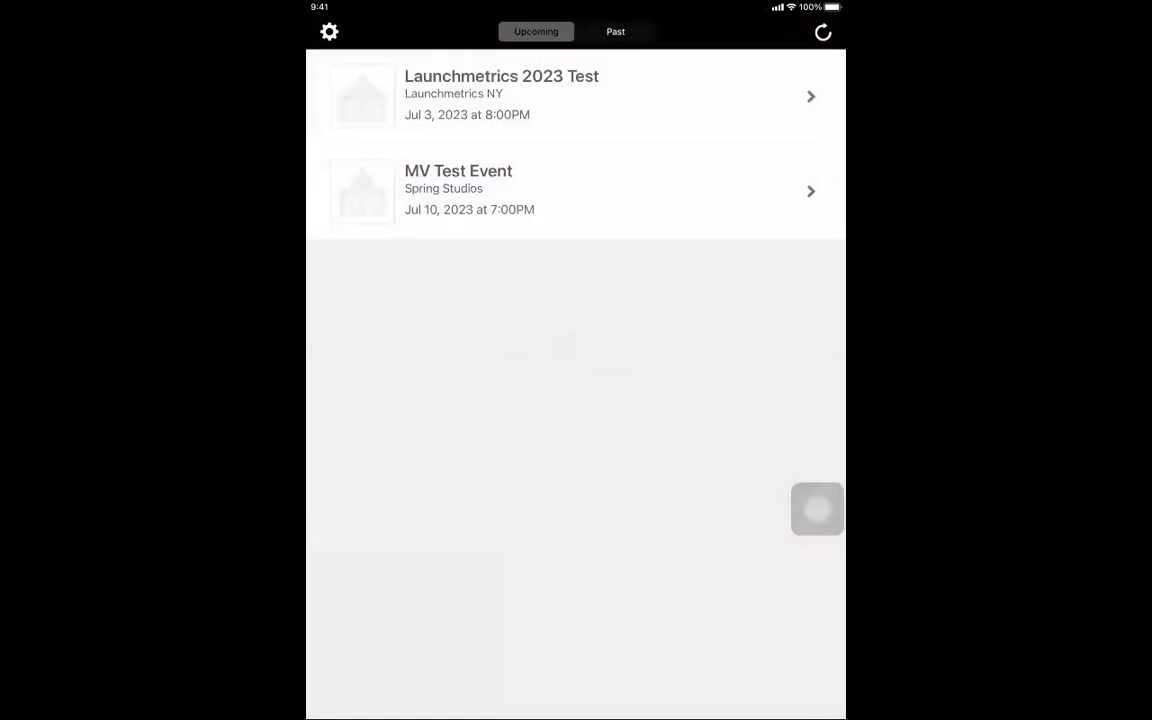 9:41
100%
Upcoming
Past
Launchmetrics 2023 Test
Launchmetrics NY
Jul 3, 2023 at 8:00PM
MV Test Event
Spring Studios
Jul 10, 2023 at 7:00PM